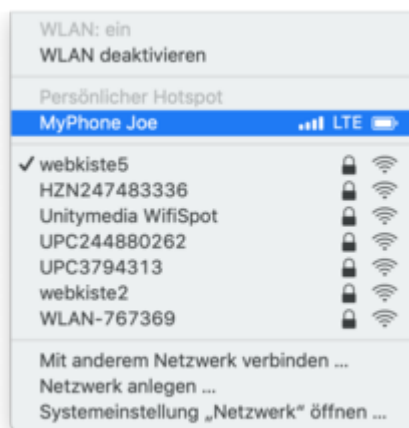 WLAN: ein
WLAN deaktivieren
Persönlicher Hotspot
MyPhone Joe LTE
webkiste5
HZN247483336
Unitymedia WifiSpot
UPC244880262
UPC3794313
webkiste2
WLAN-767369
Mit anderem Netzwerk verbinden ...
Netzwerk anlegen ...
Systemeinstellung „Netzwerk“ öffnen ...